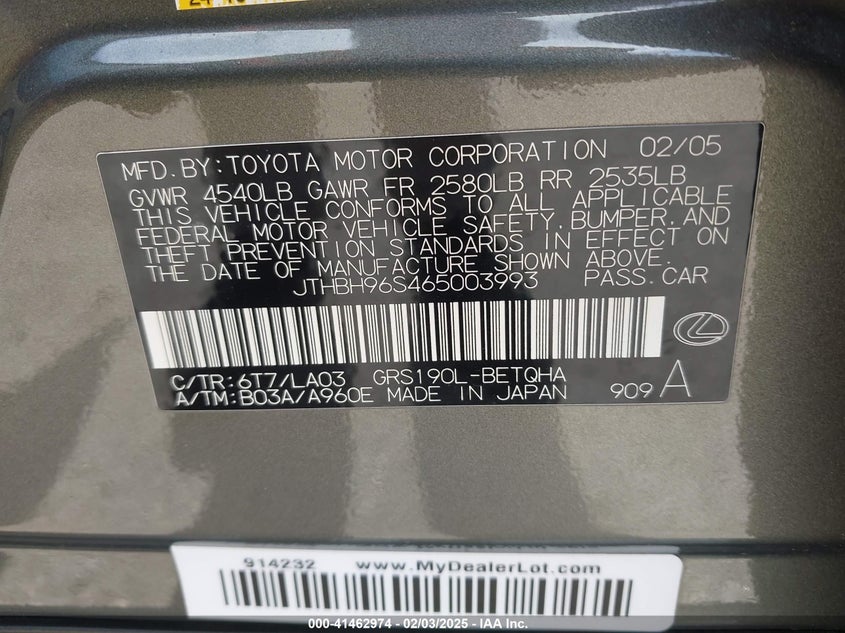 MFD.BY:TOYOTA MOTOR CORPORATION 02/05
GVWR 4540LB GAWR FR 2580LB RR 2535LB
THIS VEHICLE CONFORMS TO ALL APPLICABLE
FEDERAL MOTOR VEHICLE SAFETY,BUMPER,AND
THEFT PREVENTION STANDARDS IN EFFECT ON
THE DATE OF MANUFACTURE SHOWN ABOVE.
JTHBH96S465003993 PASS.CAR
C/TR:6T7/LA03 GRS190L-BETQHA
A/TM:B03A/A960E MADE IN JAPAN 909 A
914232 www.MyDealerLot.com
000-41462974 - 02/03/2025 - IAA Inc.